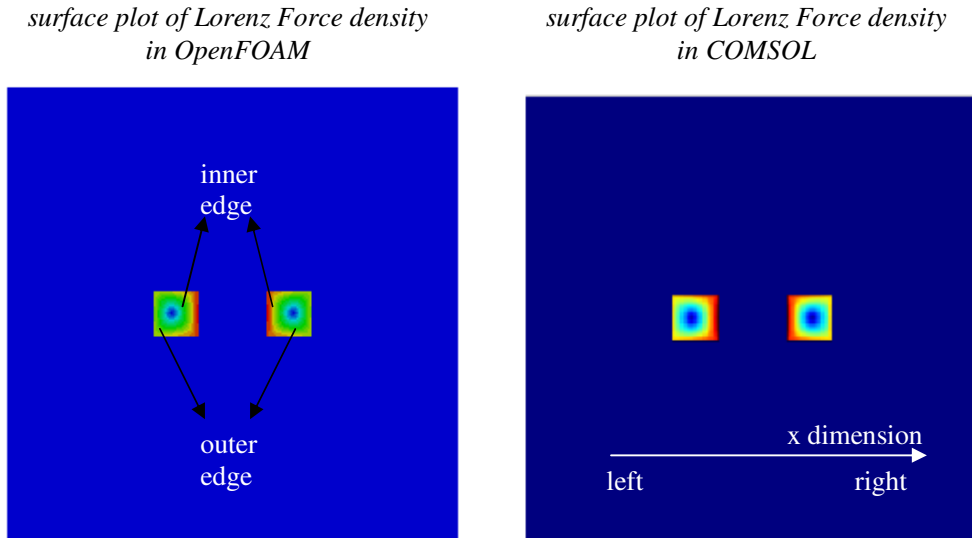 surface plot of Lorenz Force density
in OpenFOAM
surface plot of Lorenz Force density
in COMSOL
inner
edge
outer
edge
x dimension
left
right